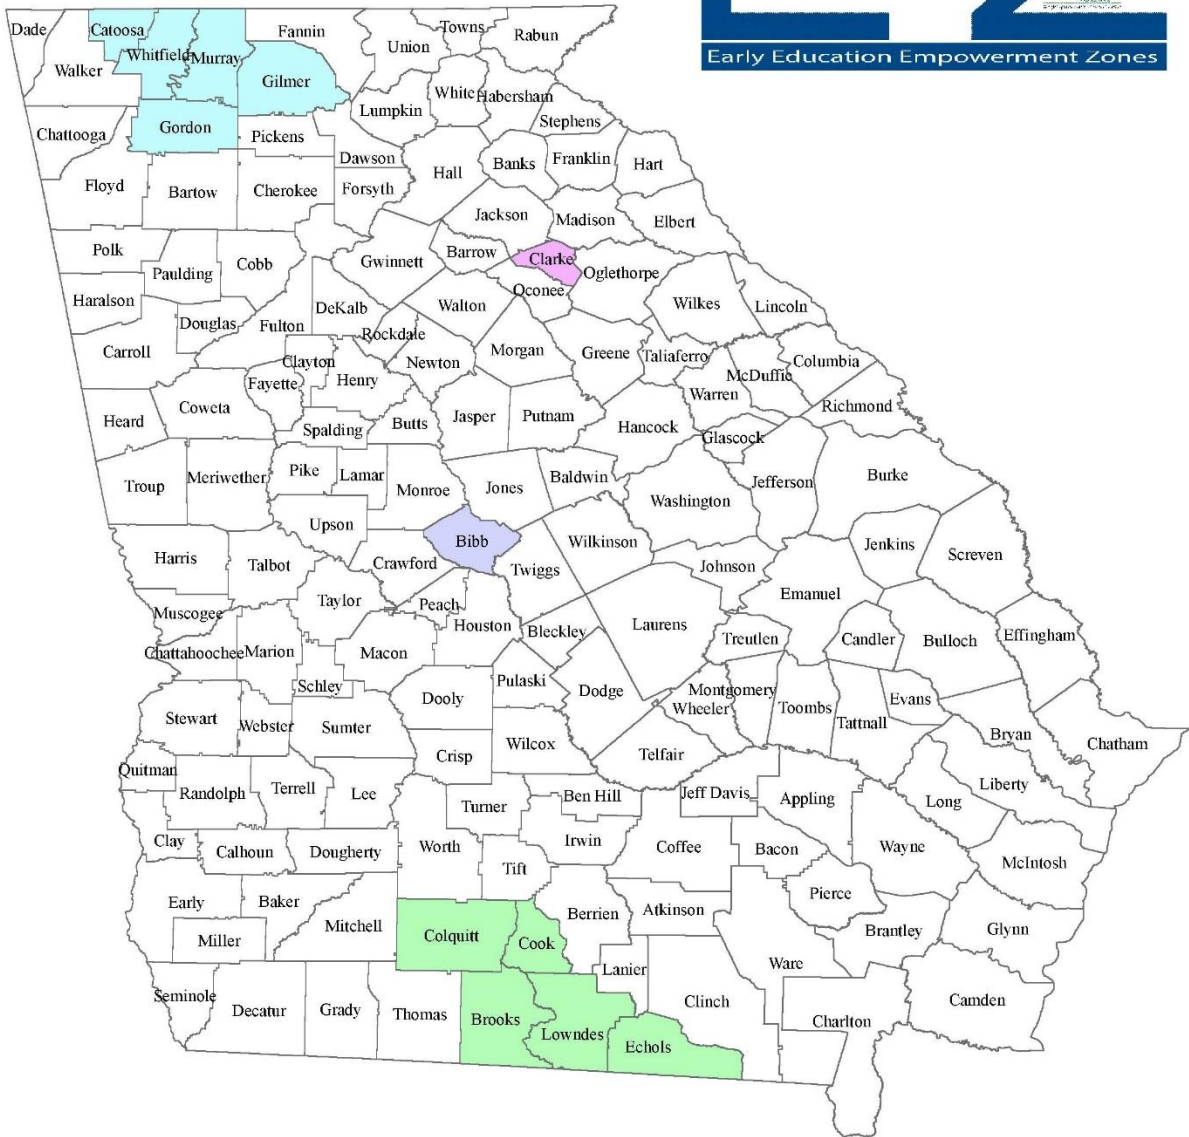 Early Education Empowerment Zones
Dade
Catoosa
Fannin
Union
Towns
Rabun
Walker
Whitfield
Murray
Gilmer
White
Habersham
Lumpkin
Stephens
Chattooga
Gordon
Pickens
Dawson
Hall
Banks
Franklin
Hart
Floyd
Bartow
Cherokee
Forsyth
Jackson
Madison
Elbert
Polk
Paulding
Cobb
Gwinnett
Barrow
Clarke
Oglethorpe
Haralson
Oconee
Wilkes
Lincoln
DeKalb
Walton
Douglas
Fulton
Rockdale
Carroll
Clayton
Newton
Morgan
Greene
Taliaferro
Columbia
McDuffie
Fayette
Henry
Warren
Richmond
Heard
Coweta
Spalding
Butts
Jasper
Putnam
Hancock
Glascock
Troup
Meriwether
Pike
Lamar
Monroe
Jones
Baldwin
Washington
Jefferson
Burke
Upson
Bibb
Wilkinson
Jenkins
Screven
Harris
Talbot
Crawford
Twiggs
Johnson
Emanuel
Muscogee
Taylor
Peach
Houston
Bleckley
Laurens
Treutlen
Candler
Bulloch
Effingham
Chattahoochee
Marion
Macon
Schley
Dooly
Pulaski
Dodge
Montgomery
Wheeler
Toombs
Tattnall
Evans
Stewart
Webster
Sumter
Crisp
Wilcox
Telfair
Bryan
Chatham
Quitman
Randolph
Terrell
Lee
Turner
Ben Hill
Jeff Davis
Appling
Long
Liberty
Clay
Calhoun
Dougherty
Worth
Irwin
Tift
Coffee
Bacon
Wayne
McIntosh
Early
Baker
Mitchell
Miller
Colquitt
Cook
Berrien
Atkinson
Pierce
Brantley
Glynn
Seminole
Decatur
Grady
Thomas
Brooks
Lowndes
Lanier
Echols
Clinch
Ware
Charlton
Camden